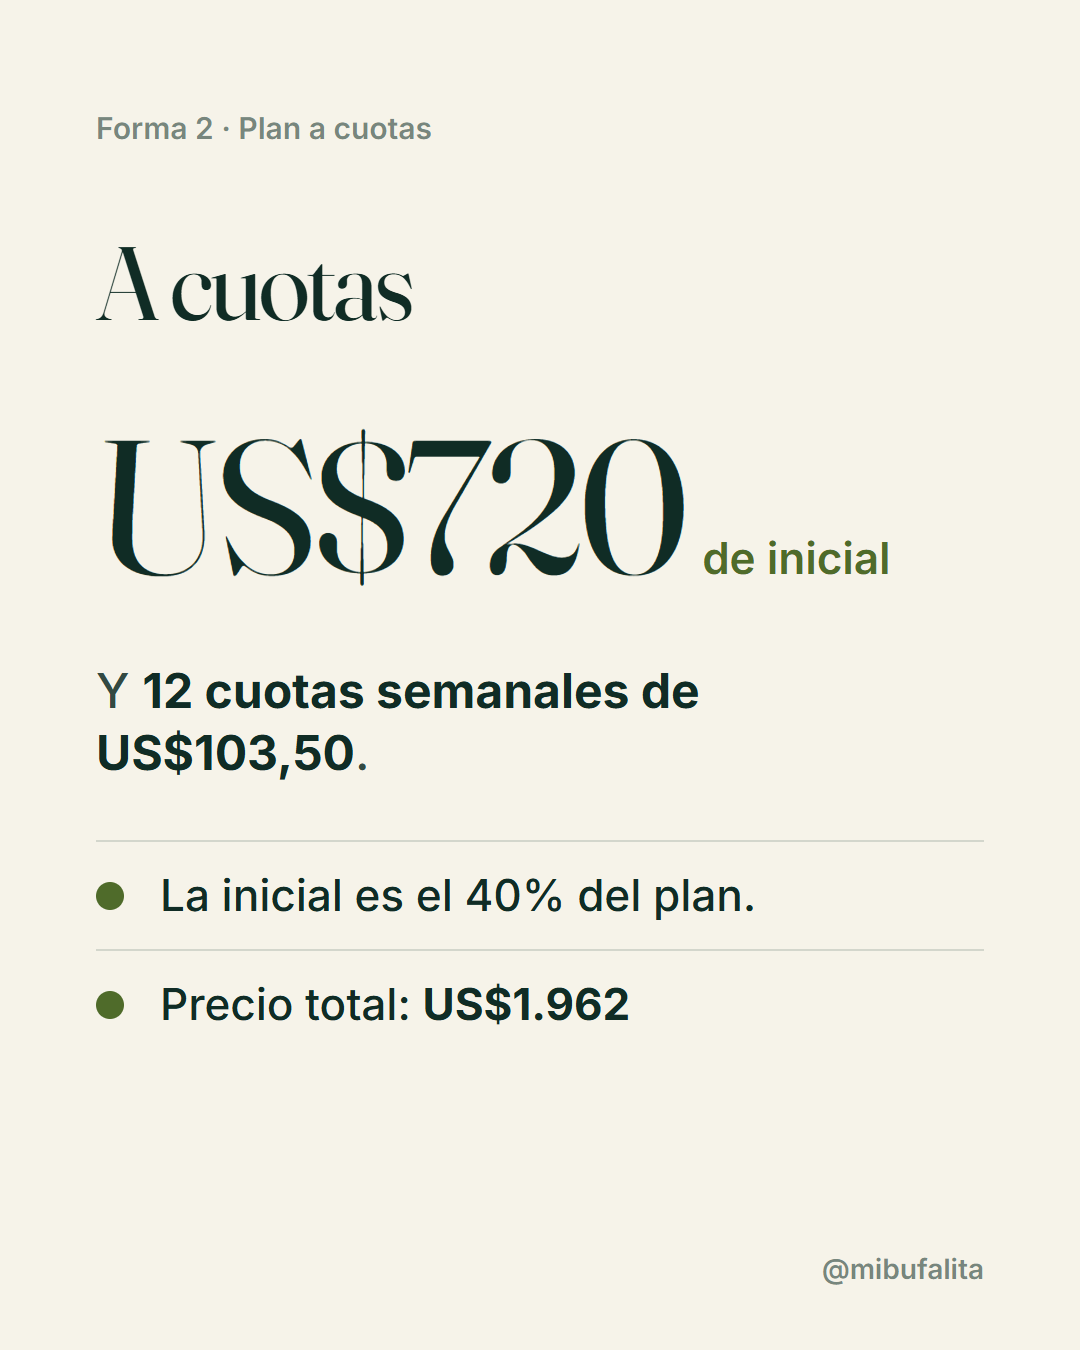 Forma 2 · Plan a cuotas
A cuotas
US$720 de inicial
Y 12 cuotas semanales de
US$103,50.
La inicial es el 40% del plan.
Precio total: US$1.962
@mibufalita